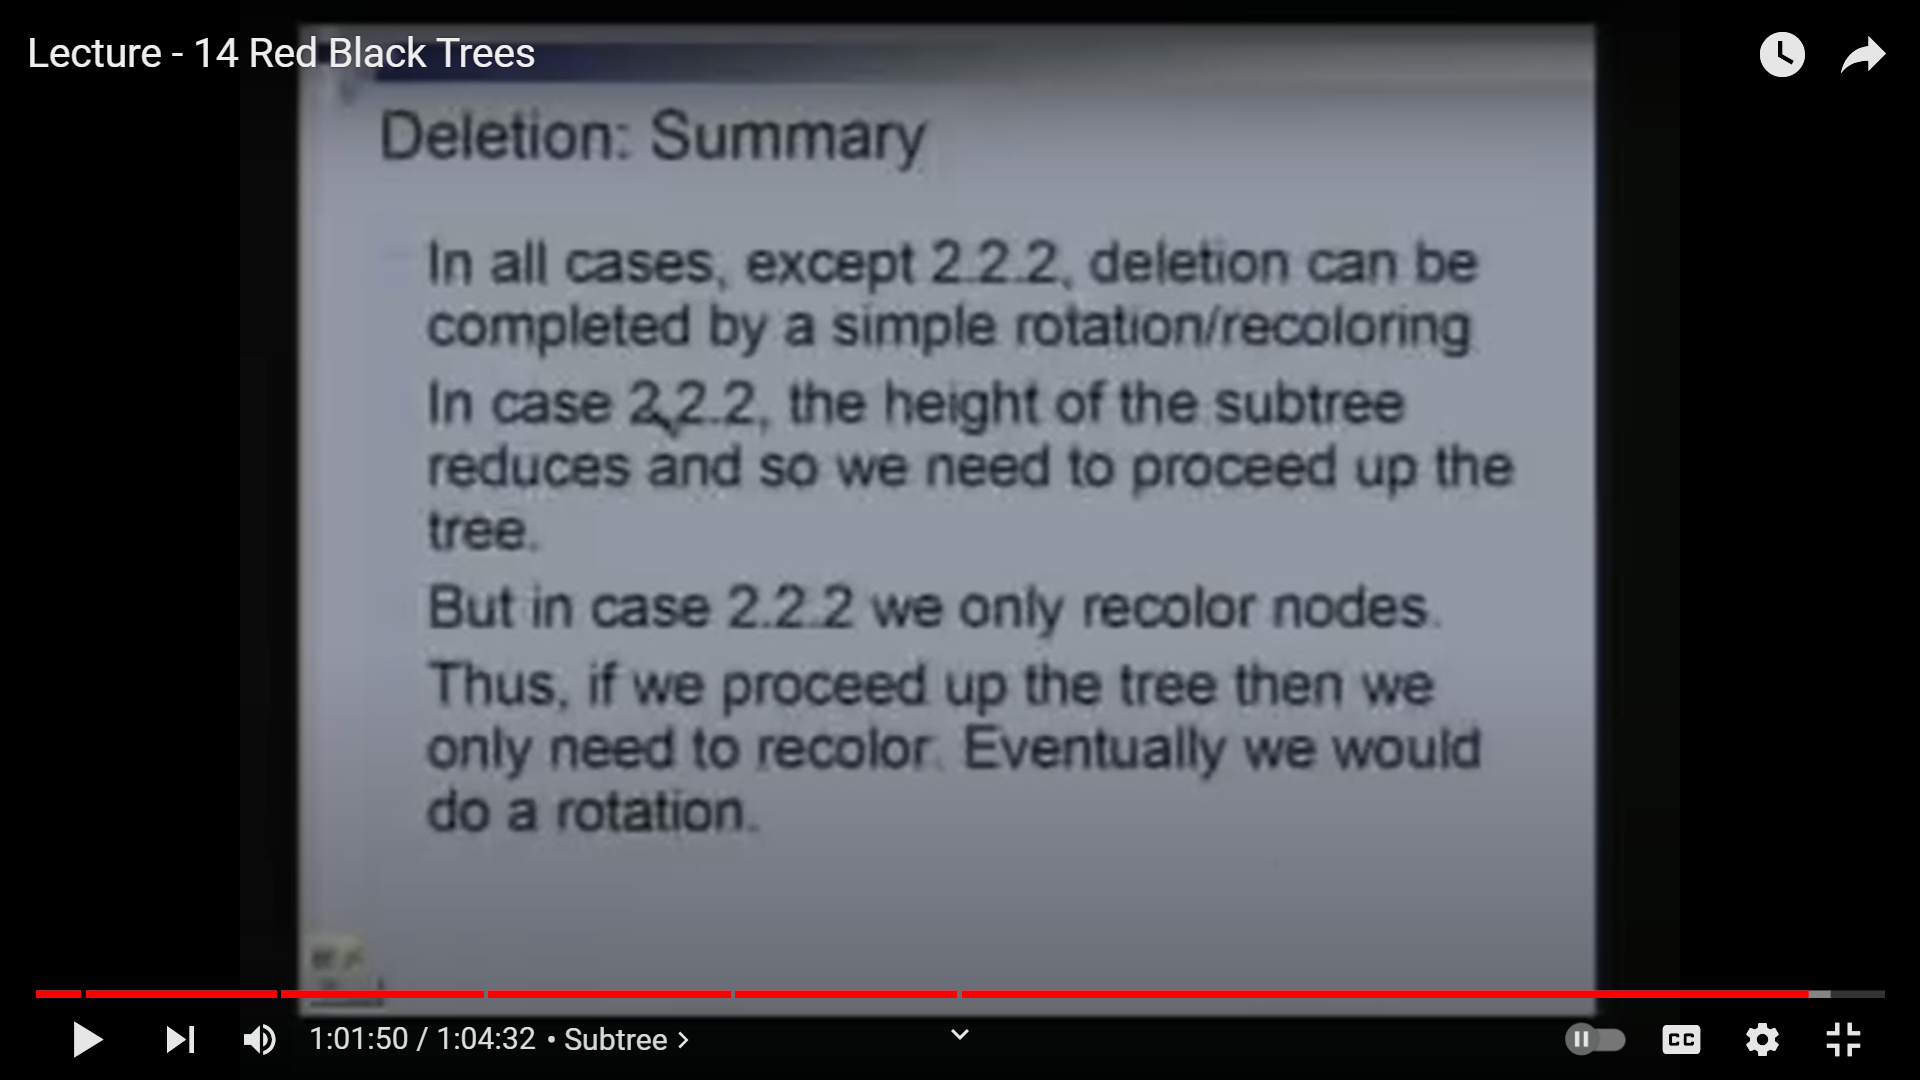 Lecture - 14 Red Black Trees
Deletion: Summary
In all cases, except 2.2.2, deletion can be
completed by a simple rotation/recoloring
In case 2.2.2, the height of the subtree
reduces and so we need to proceed up the
tree.
But in case 2.2.2 we only recolor nodes.
Thus, if we proceed up the tree then we
only need to recolor. Eventually we would
do a rotation.
1:01:50 / 1:04:32 • Subtree >
CC